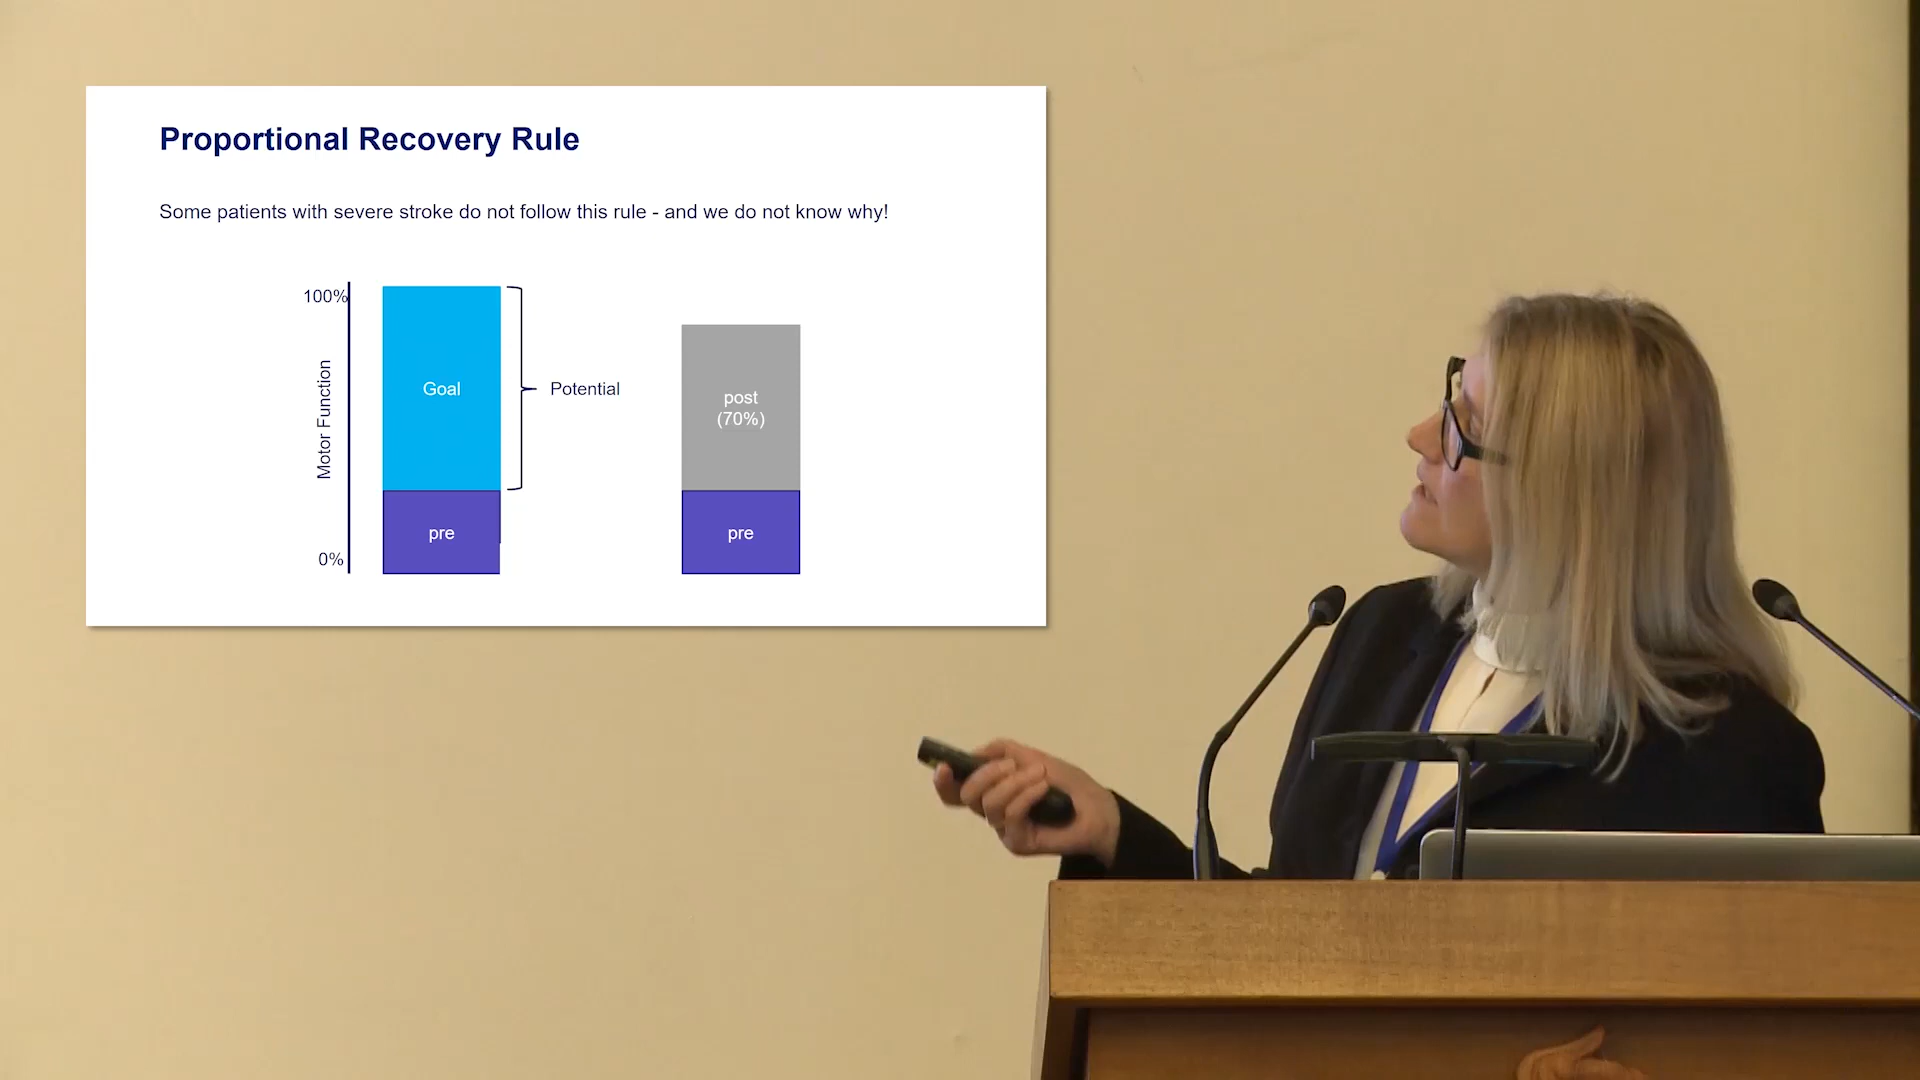 Proportional Recovery Rule
Some patients with severe stroke do not follow this rule - and we do not know why!
100%
Motor Function
0%
Goal
pre
Potential
post
(70%)
pre